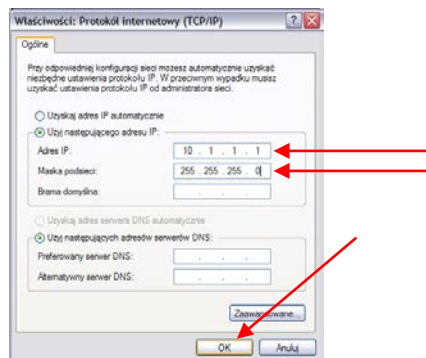 Właściwości: Protokół internetowy (TCP/IP)
Ogólne
Przy odpowiedniej konfiguracji sieci możesz automatycznie uzyskać
niezbędne ustawienia protokołu IP. W przeciwnym wypadku musisz
uzyskać ustawienia protokołu IP od administratora sieci.
Uzyskaj adres IP automatycznie
Użyj następującego adresu IP:
Adres IP: 10 . 1 . 1 . 1
Maska podsieci: 255 . 255 . 255 . 0
Brama domyślna: . . .
Uzyskaj adres serwera DNS automatycznie
Użyj następujących adresów serwerów DNS:
Preferowany serwer DNS: . . .
Alternatywny serwer DNS: . . .
Zaawansowane...
OK Anuluj